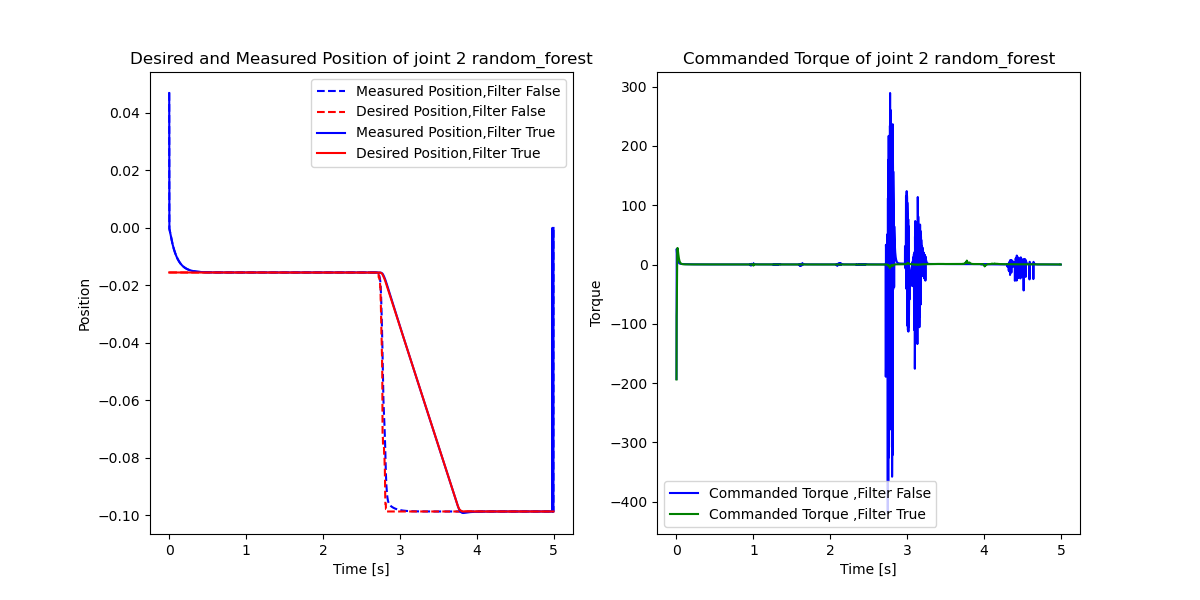 Desired and Measured Position of joint 2 random_forest
Position
0.04
0.02
0.00
−0.02
−0.04
−0.06
−0.08
−0.10
Measured Position,Filter False
Desired Position,Filter False
Measured Position,Filter True
Desired Position,Filter True
0 1 2 3 4 5
Time [s]
Commanded Torque of joint 2 random_forest
Torque
300
200
100
0
−100
−200
−300
−400
Commanded Torque ,Filter False
Commanded Torque ,Filter True
0 1 2 3 4 5
Time [s]